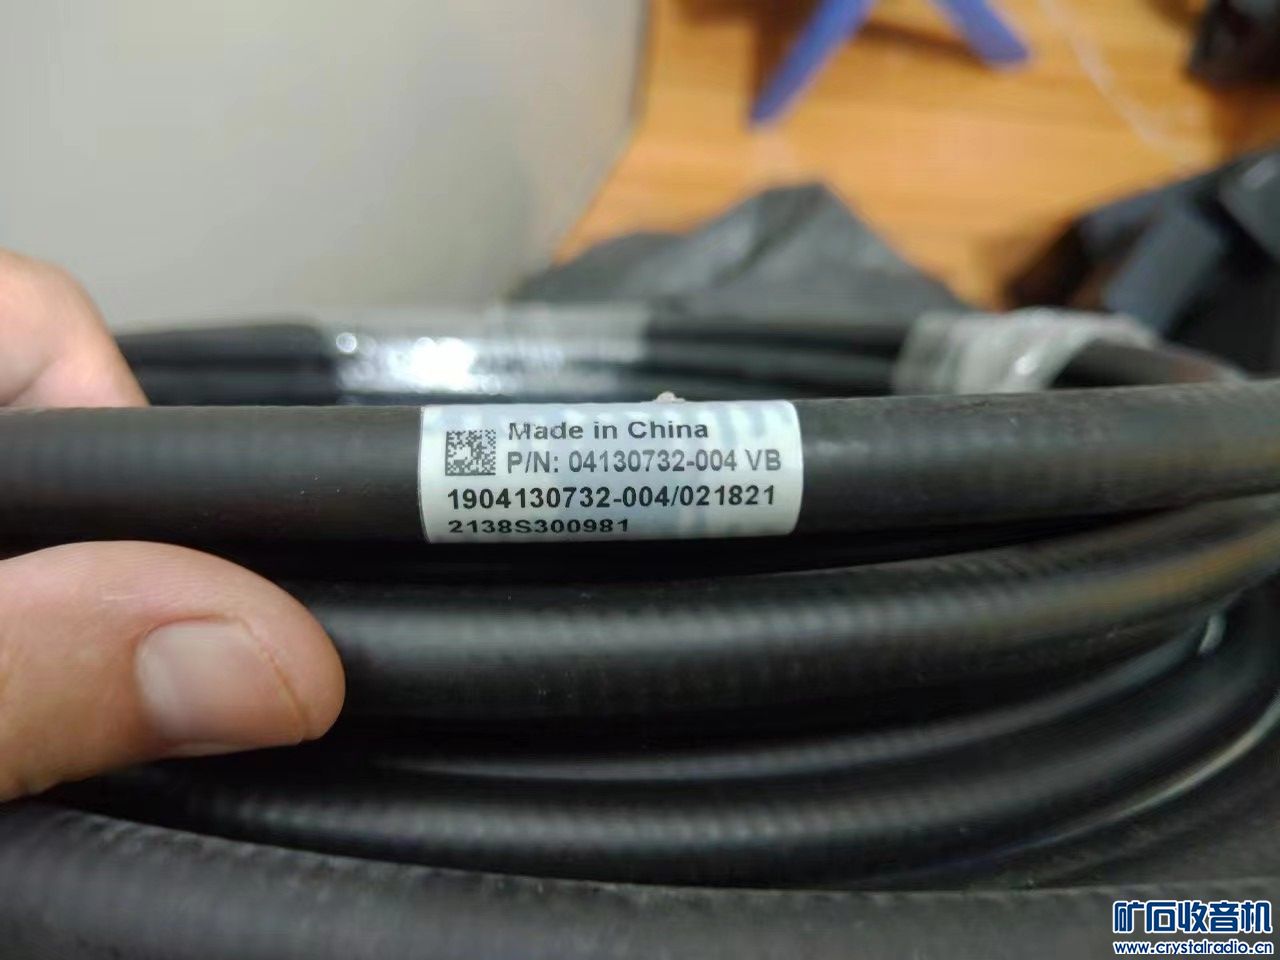 Made in China
P/N: 04130732-004 VB
1904130732-004/021821
2138S300981
矿石收音机
www.crystalradio.cn